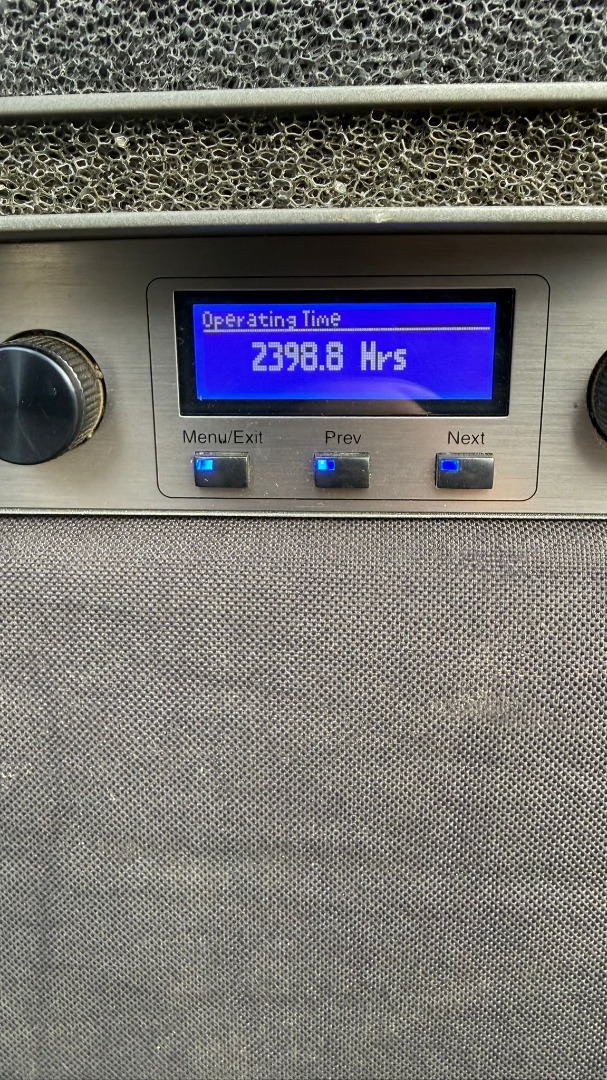 Operating Time
2398.8 Hrs
Menu/Exit Prev Next